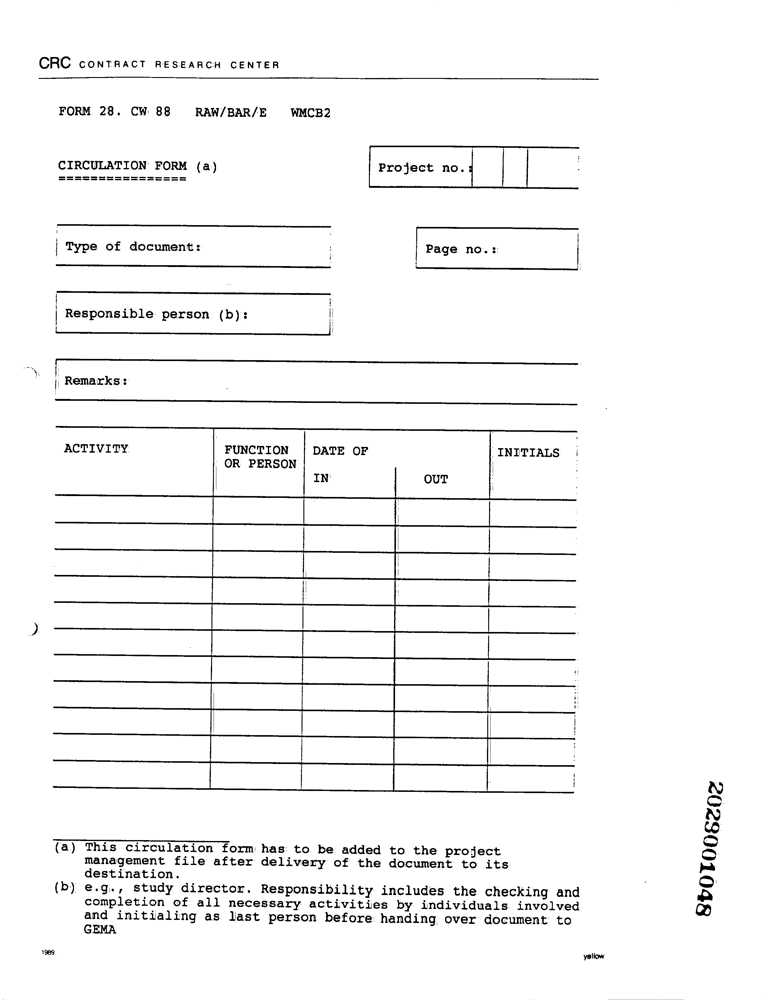 CRC CONTRACT RESEARCH CENTER
FORM 28. CW 88 RAW/BAR/E WMCB2
CIRCULATION FORM (a)
================
Project no.:
Type of document:
Page no.:
Responsible person (b):
Remarks:
ACTIVITY FUNCTION OR PERSON DATE OF INITIALS
IN OUT
(a) This circulation form has to be added to the project
management file after delivery of the document to its
destination.
(b) e.g., study director. Responsibility includes the checking and
completion of all necessary activities by individuals involved
and initialing as last person before handing over document to
GEMA
1989
yellow
2029001048